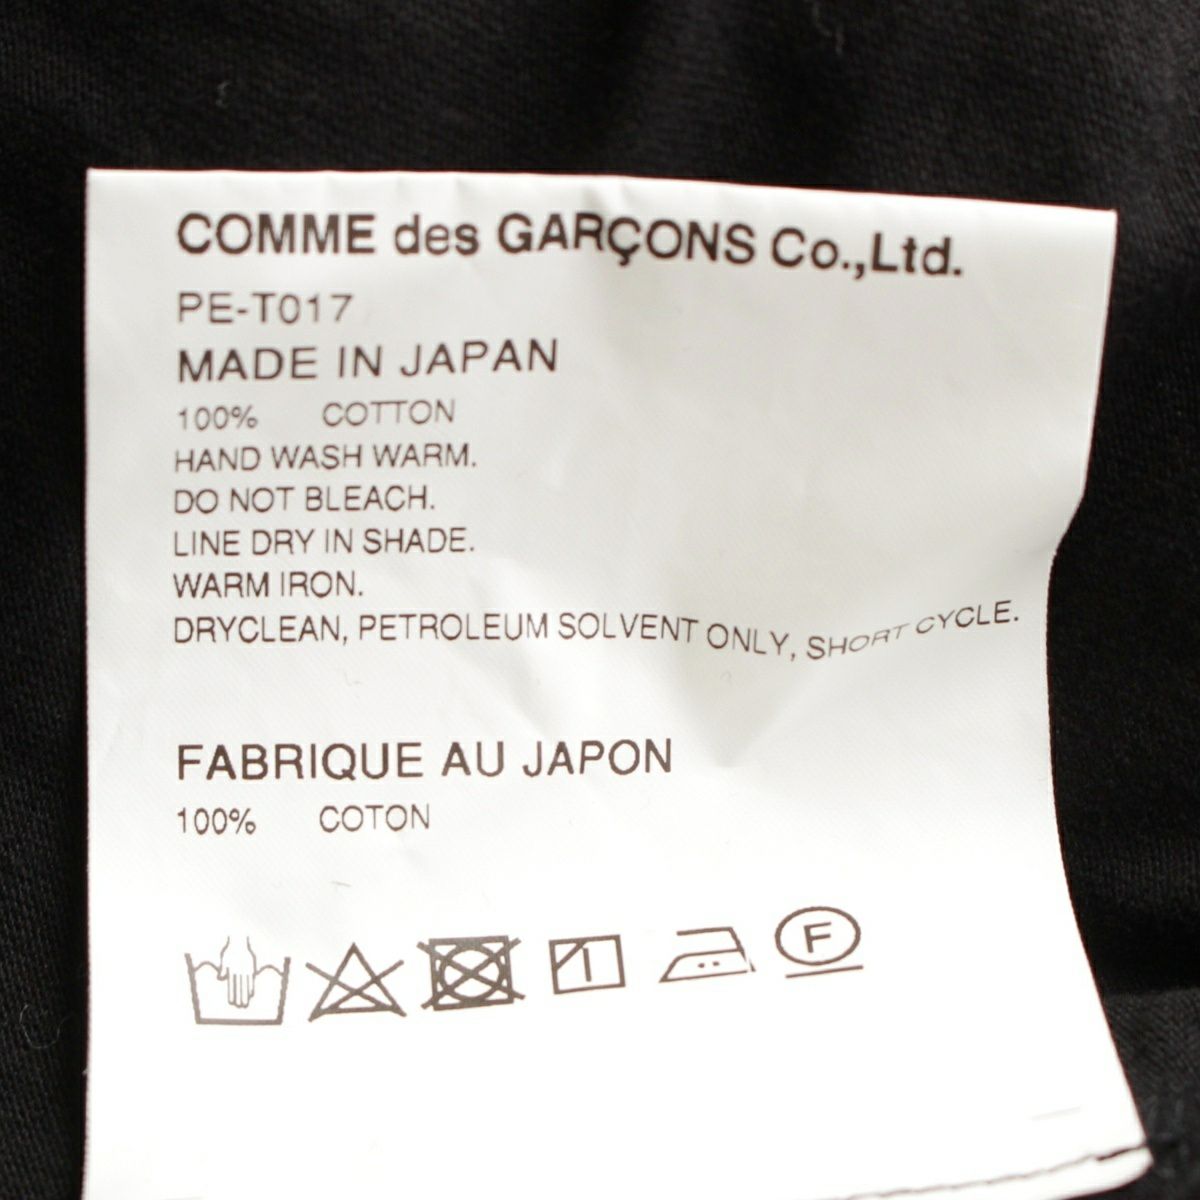 COMME des GARÇONS Co.,Ltd.
PE-T017
MADE IN JAPAN
100% COTTON
HAND WASH WARM.
DO NOT BLEACH.
LINE DRY IN SHADE.
WARM IRON.
DRYCLEAN, PETROLEUM SOLVENT ONLY, SHORT CYCLE.
FABRIQUE AU JAPON
100% COTON
F